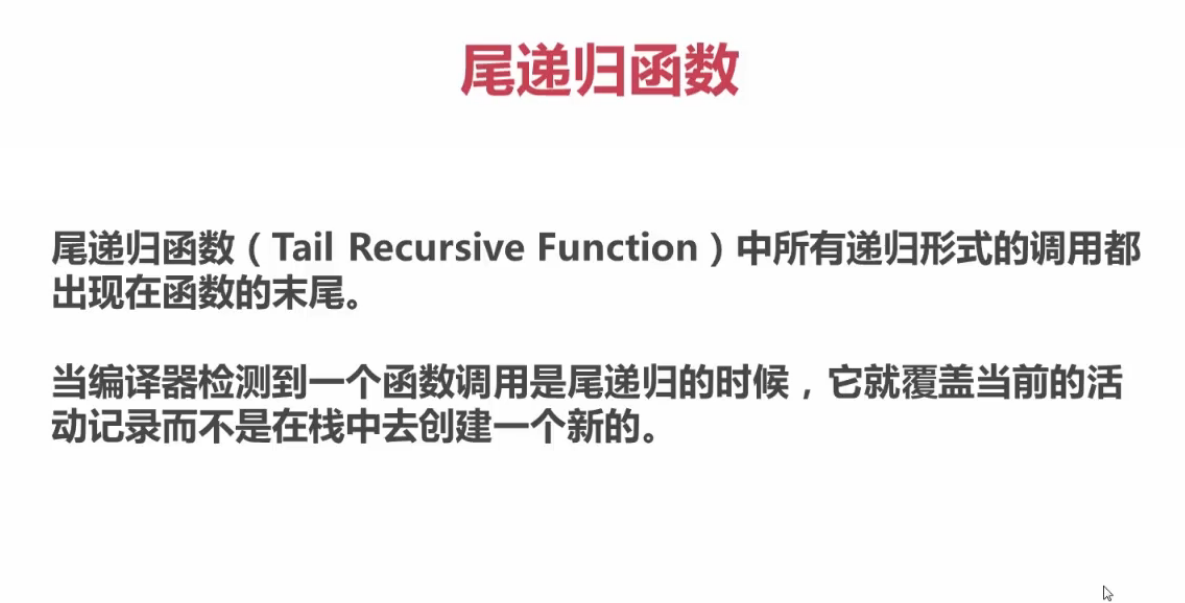 尾递归函数
尾递归函数（Tail Recursive Function）中所有递归形式的调用都
出现在函数的末尾。
当编译器检测到一个函数调用是尾递归的时候，它就覆盖当前的活
动记录而不是在栈中去创建一个新的。